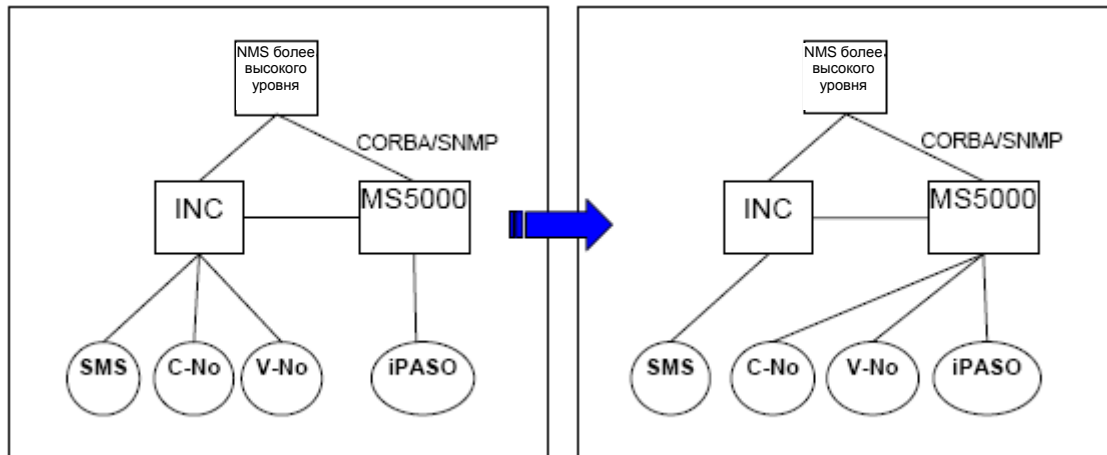 NMS более
высокого
уровня
CORBA/SNMP
INC
MS5000
SMS
C-No
V-No
iPASO
NMS более
высокого
уровня
CORBA/SNMP
INC
MS5000
SMS
C-No
V-No
iPASO